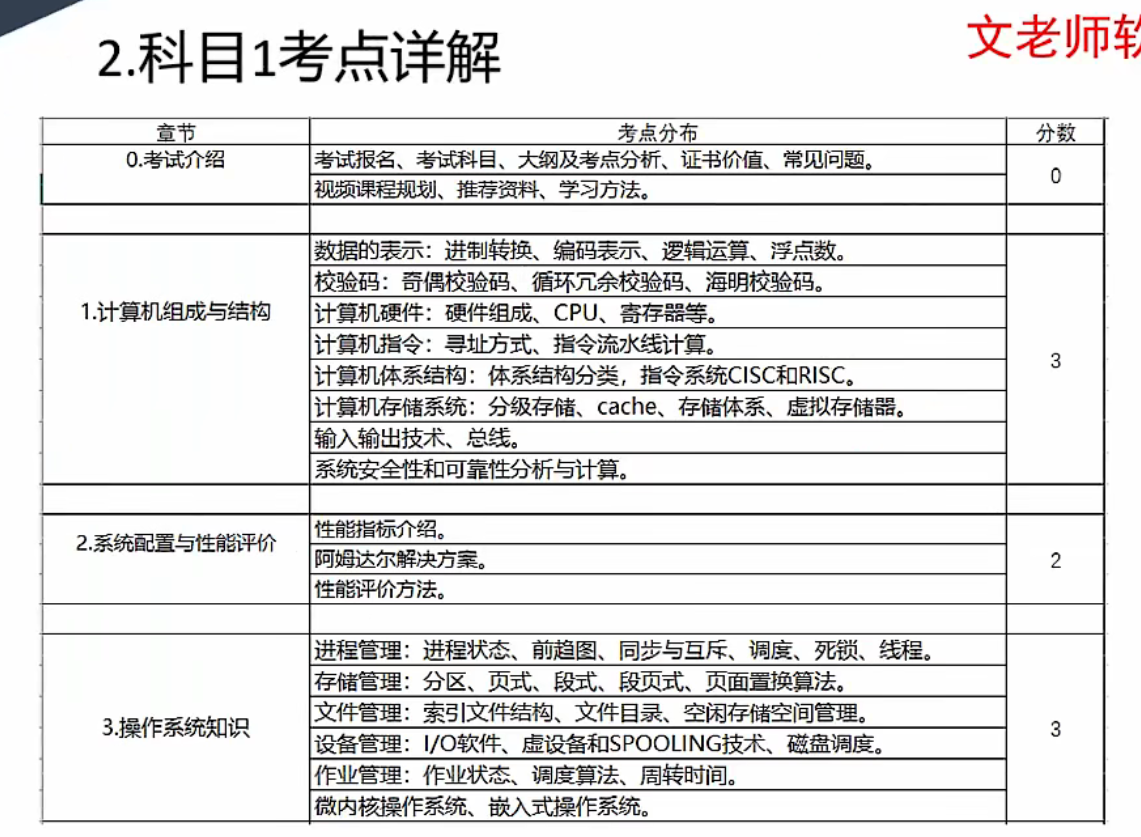 2.科目1考点详解
文老师软
章节 考点分布 分数
0.考试介绍
考试报名、考试科目、大纲及考点分析、证书价值、常见问题。
视频课程规划、推荐资料、学习方法。
0
1.计算机组成与结构
数据的表示：进制转换、编码表示、逻辑运算、浮点数。
校验码：奇偶校验码、循环冗余校验码、海明校验码。
计算机硬件：硬件组成、CPU、寄存器等。
计算机指令：寻址方式、指令流水线计算。
计算机体系结构：体系结构分类，指令系统CISC和RISC。
计算机存储系统：分级存储、cache、存储体系、虚拟存储器。
输入输出技术、总线。
系统安全性和可靠性分析与计算。
3
2.系统配置与性能评价
性能指标介绍。
阿姆达尔解决方案。
性能评价方法。
2
3.操作系统知识
进程管理：进程状态、前趋图、同步与互斥、调度、死锁、线程。
存储管理：分区、页式、段式、段页式、页面置换算法。
文件管理：索引文件结构、文件目录、空闲存储空间管理。
设备管理：I/O软件、虚设备和SPOOLING技术、磁盘调度。
作业管理：作业状态、调度算法、周转时间。
微内核操作系统、嵌入式操作系统。
3